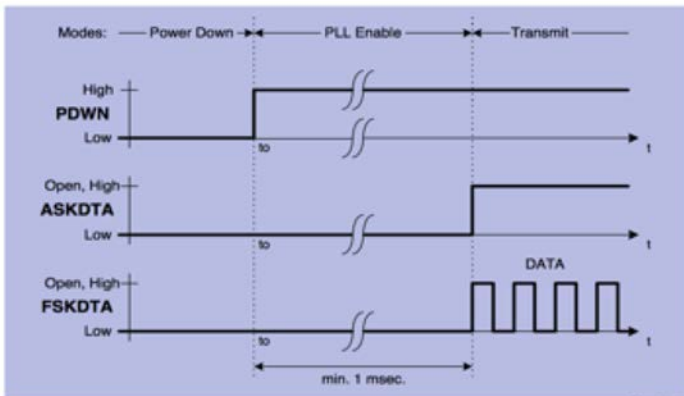 Modes: Power Down PLL Enable Transmit
High
PDWN
Low
to t
Open, High
ASKDTA
Low
to t
DATA
Open, High
FSKDTA
Low
to t
min. 1 msec.